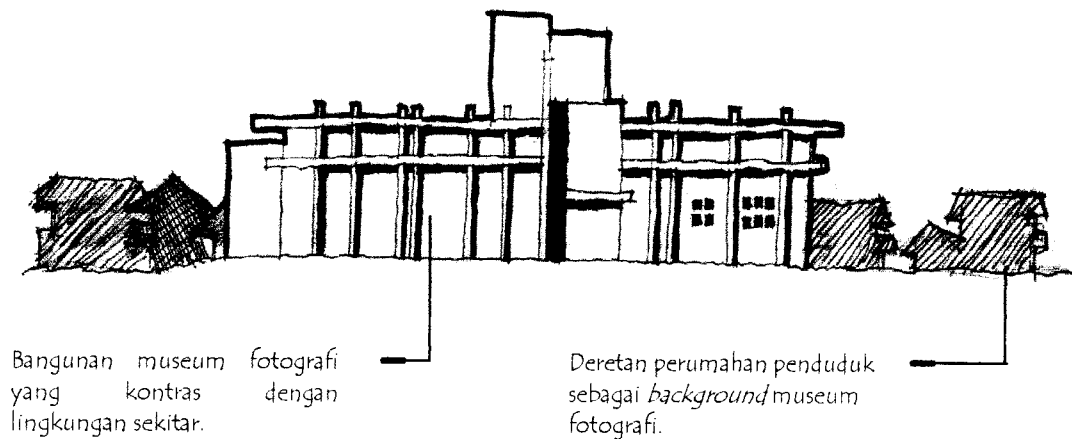 Bangunan museum fotografi
yang kontras dengan
lingkungan sekitar.
Deretan perumahan penduduk
sebagai background museum
fotografi.